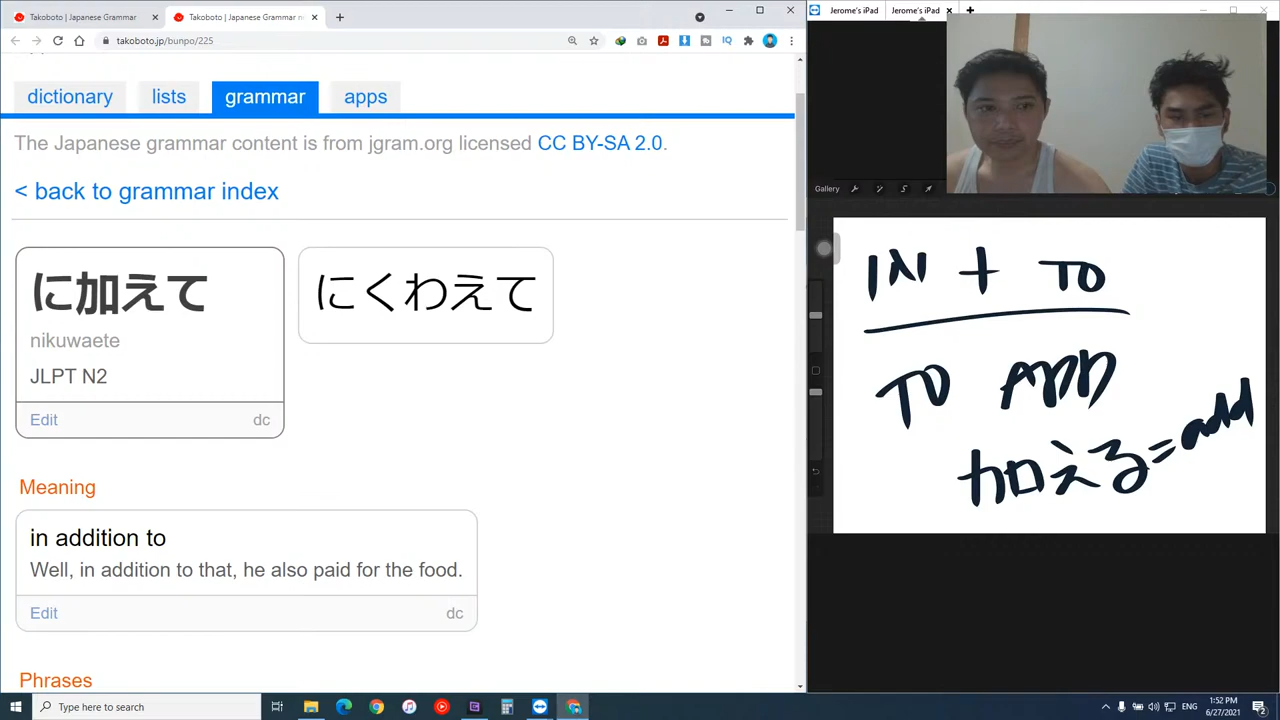 Takoboto | Japanese Grammar
Takoboto | Japanese Grammar n
takoboto.jp/bunpo/225
dictionary
lists
grammar
apps
The Japanese grammar content is from jgram.org licensed CC BY-SA 2.0.
< back to grammar index
に加えて
nikuwaete
JLPT N2
Edit
dc
にくわえて
Meaning
in addition to
Well, in addition to that, he also paid for the food.
Edit
dc
Phrases
Type here to search
ENG
1:52 PM
6/27/2021
2
Jerome's iPad
Jerome's iPad
Gallery
IN + TO
TO ADD
加える = add